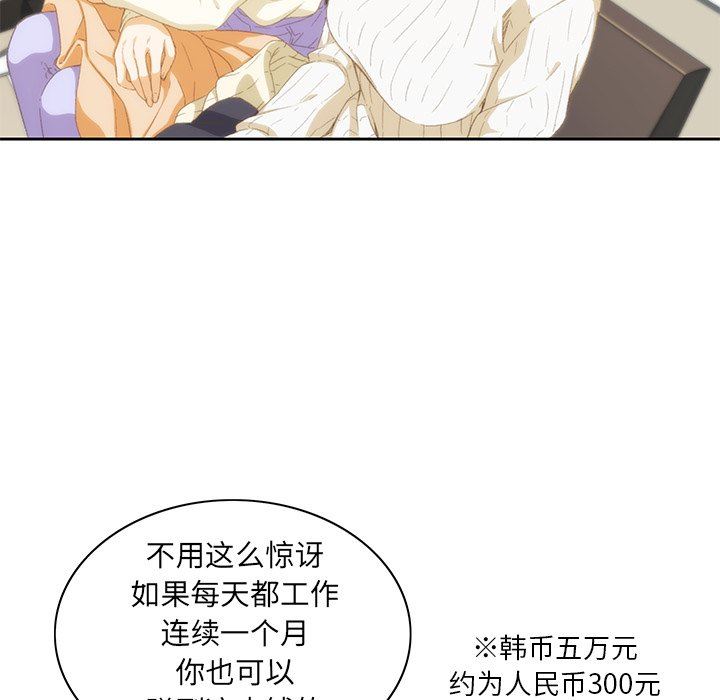 不用这么惊讶
如果每天都工作
连续一个月
你也可以
※韩币五万元
约为人民币300元